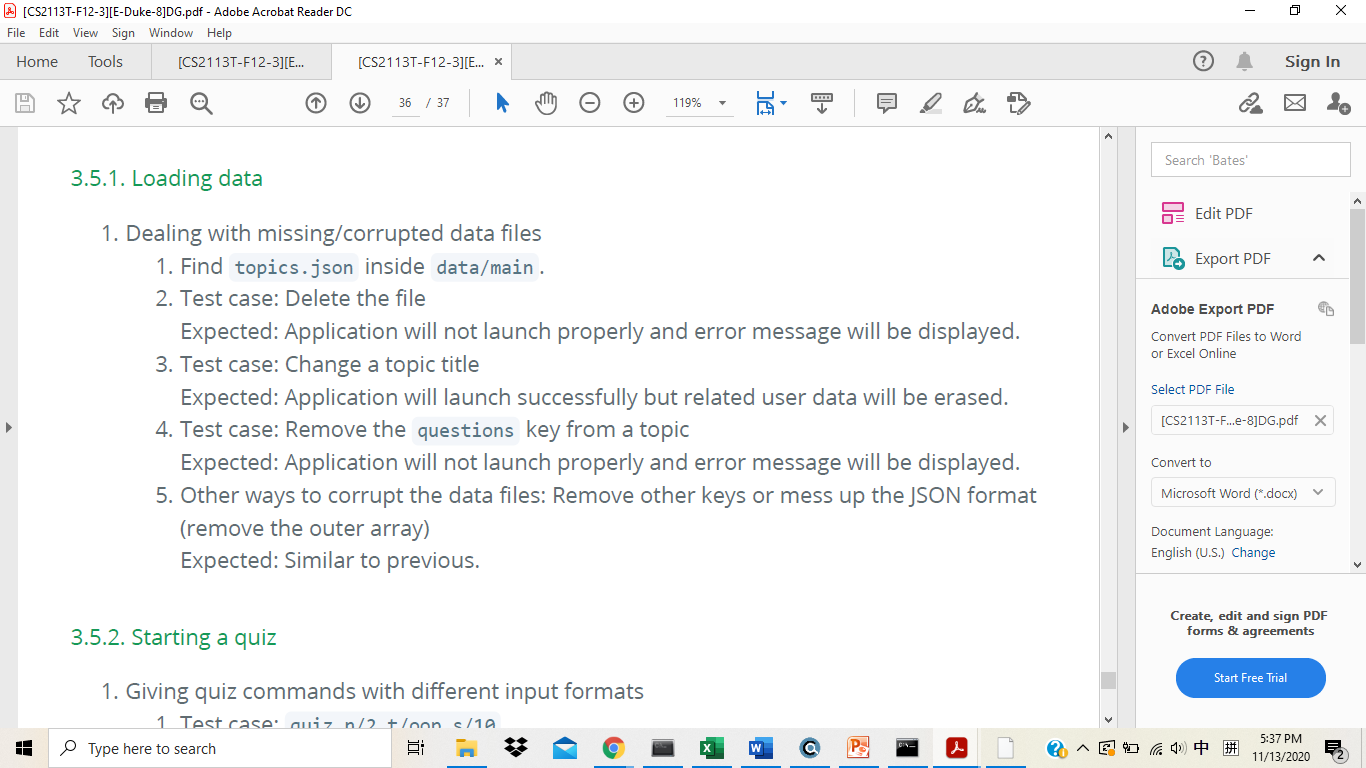 [CS2113T-F12-3][E-Duke-8]DG.pdf - Adobe Acrobat Reader DC
File Edit View Sign Window Help
Home Tools [CS2113T-F12-3][E... [CS2113T-F12-3][E... × Sign In
36 / 37 119%
3.5.1. Loading data
1. Dealing with missing/corrupted data files
1. Find topics.json inside data/main.
2. Test case: Delete the file
Expected: Application will not launch properly and error message will be displayed.
3. Test case: Change a topic title
Expected: Application will launch successfully but related user data will be erased.
4. Test case: Remove the questions key from a topic
Expected: Application will not launch properly and error message will be displayed.
5. Other ways to corrupt the data files: Remove other keys or mess up the JSON format
(remove the outer array)
Expected: Similar to previous.
3.5.2. Starting a quiz
1. Giving quiz commands with different input formats
1. Test case: quiz n/2 t/oop s/10
Search 'Bates'
Edit PDF
Export PDF
Adobe Export PDF
Convert PDF Files to Word
or Excel Online
Select PDF File
[CS2113T-F...e-8]DG.pdf
Convert to
Microsoft Word (*.docx)
Document Language:
English (U.S.) Change
Create, edit and sign PDF
forms & agreements
Start Free Trial
Type here to search
中 拼
5:37 PM
11/13/2020
2